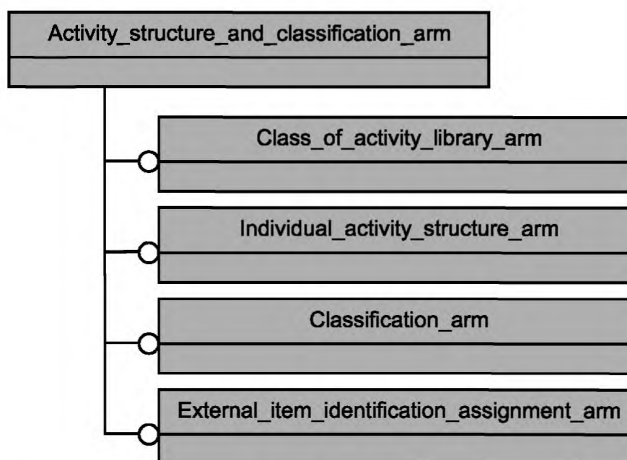 Activity_structure_and_classification_arm
Class_of_activity_library_arm
Individual_activity_structure_arm
Classification_arm
External_item_identification_assignment_arm